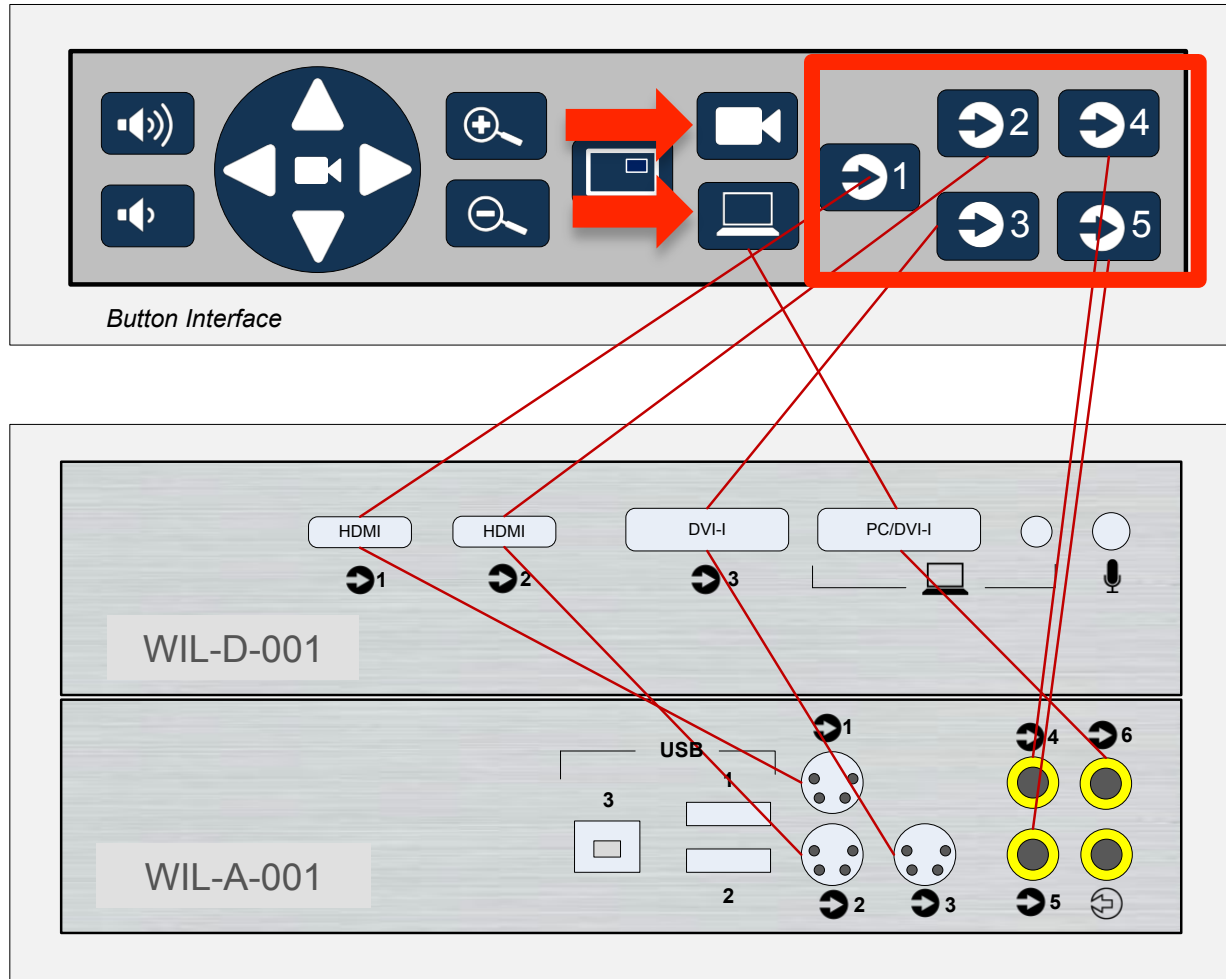 2
4
1
3
5
Button Interface
HDMI
HDMI
DVI-I
PC/DVI-I
1
2
3
WIL-D-001
1
4
6
USB
1
3
WIL-A-001
2
2
3
5